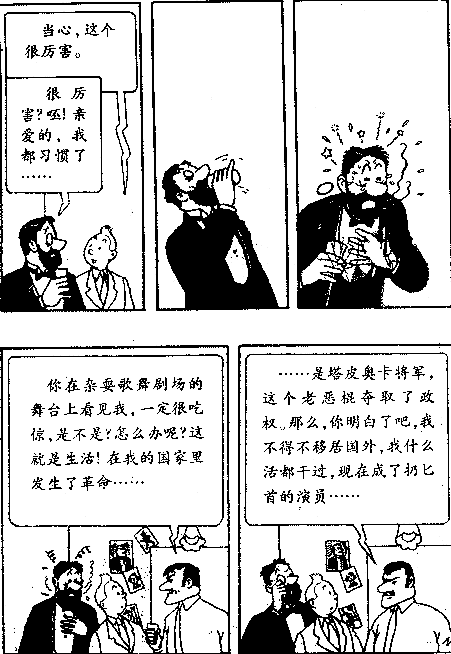 当心，这个
很厉害。
很厉
害？呸！亲
爱的，我
都习惯了
……
你在杂耍歌舞剧场的
舞台上看见我，一定很吃
惊，是不是？怎么办呢？这
就是生活！在我的国家里
发生了革命……
……是塔皮奥卡将军，
这个老恶棍夺取了政
权。那么，你明白了吧，我
不得不移居国外，我什么
活都干过，现在成了扔匕
首的演员……